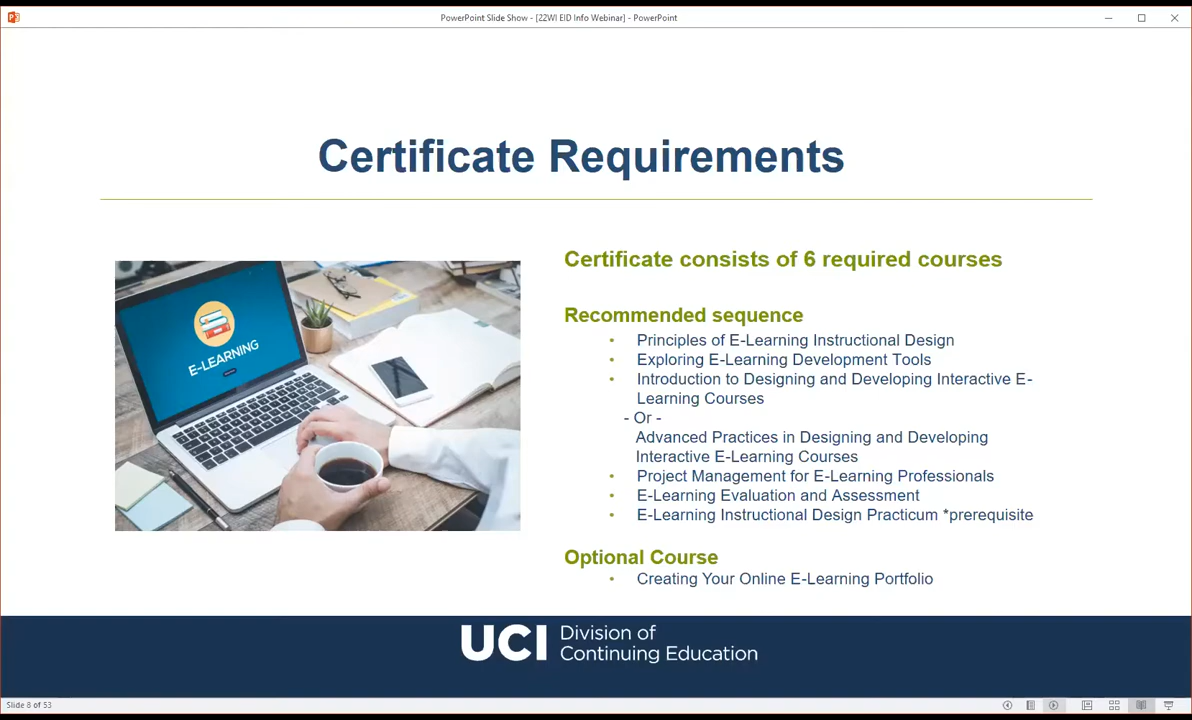 PowerPoint Slide Show - [22WI EID Info Webinar] - PowerPoint
Certificate Requirements
E-LEARNING
Certificate consists of 6 required courses
Recommended sequence
• Principles of E-Learning Instructional Design
• Exploring E-Learning Development Tools
• Introduction to Designing and Developing Interactive E-
Learning Courses
- Or -
Advanced Practices in Designing and Developing
Interactive E-Learning Courses
• Project Management for E-Learning Professionals
• E-Learning Evaluation and Assessment
• E-Learning Instructional Design Practicum *prerequisite
Optional Course
• Creating Your Online E-Learning Portfolio
UCI Division of
Continuing Education
Slide 8 of 53